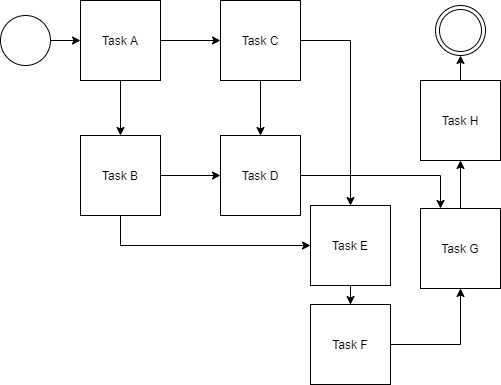 Task A
Task C
Task H
Task B
Task D
Task E
Task G
Task F